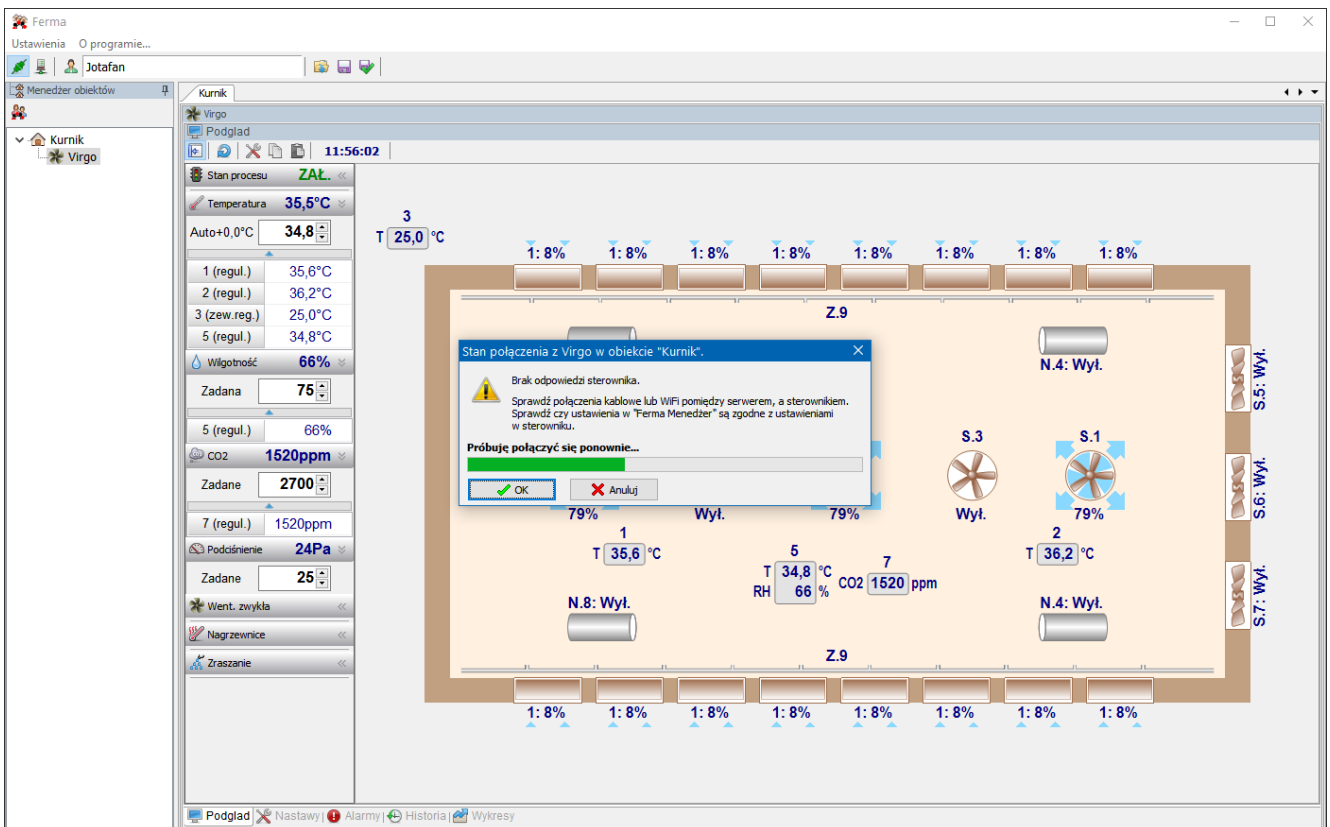 Ferma
Ustawienia O programie...
Jotafan
Menedżer obiektów
Kurnik
Virgo
Kurnik
Virgo
Podglad
11:56:02
Stan procesu ZAŁ.
Temperatura 35,5°C
Auto+0,0°C 34,8
1 (regul.) 35,6°C
2 (regul.) 36,2°C
3 (zew.reg.) 25,0°C
5 (regul.) 34,8°C
Wilgotność 66%
Zadana 75
5 (regul.) 66%
CO2 1520ppm
Zadane 2700
7 (regul.) 1520ppm
Podciśnienie 24Pa
Zadane 25
Went. zwykła
Nagrzewnice
Zraszanie
3
T 25,0 °C
1: 8% 1: 8% 1: 8% 1: 8% 1: 8% 1: 8% 1: 8% 1: 8%
Z.9
N.4: Wył.
S.5: Wył.
Stan połączenia z Virgo w obiekcie "Kurnik".
Brak odpowiedzi sterownika.
Sprawdź połączenia kablowe lub WiFi pomiędzy serwerem, a sterownikiem.
Sprawdź czy ustawienia w "Ferma Menedżer" są zgodne z ustawieniami
w sterowniku.
Próbuję połączyć się ponownie...
OK Anuluj
S.3 S.1
S.6: Wył.
79% Wył. 79% Wył. 79%
1
T 35,6 °C
5
T 34,8 °C
RH 66 %
7
CO2 1520 ppm
2
T 36,2 °C
N.8: Wył. N.4: Wył.
S.7: Wył.
Z.9
1: 8% 1: 8% 1: 8% 1: 8% 1: 8% 1: 8% 1: 8% 1: 8%
Podglad Nastawy Alarmy Historia Wykresy